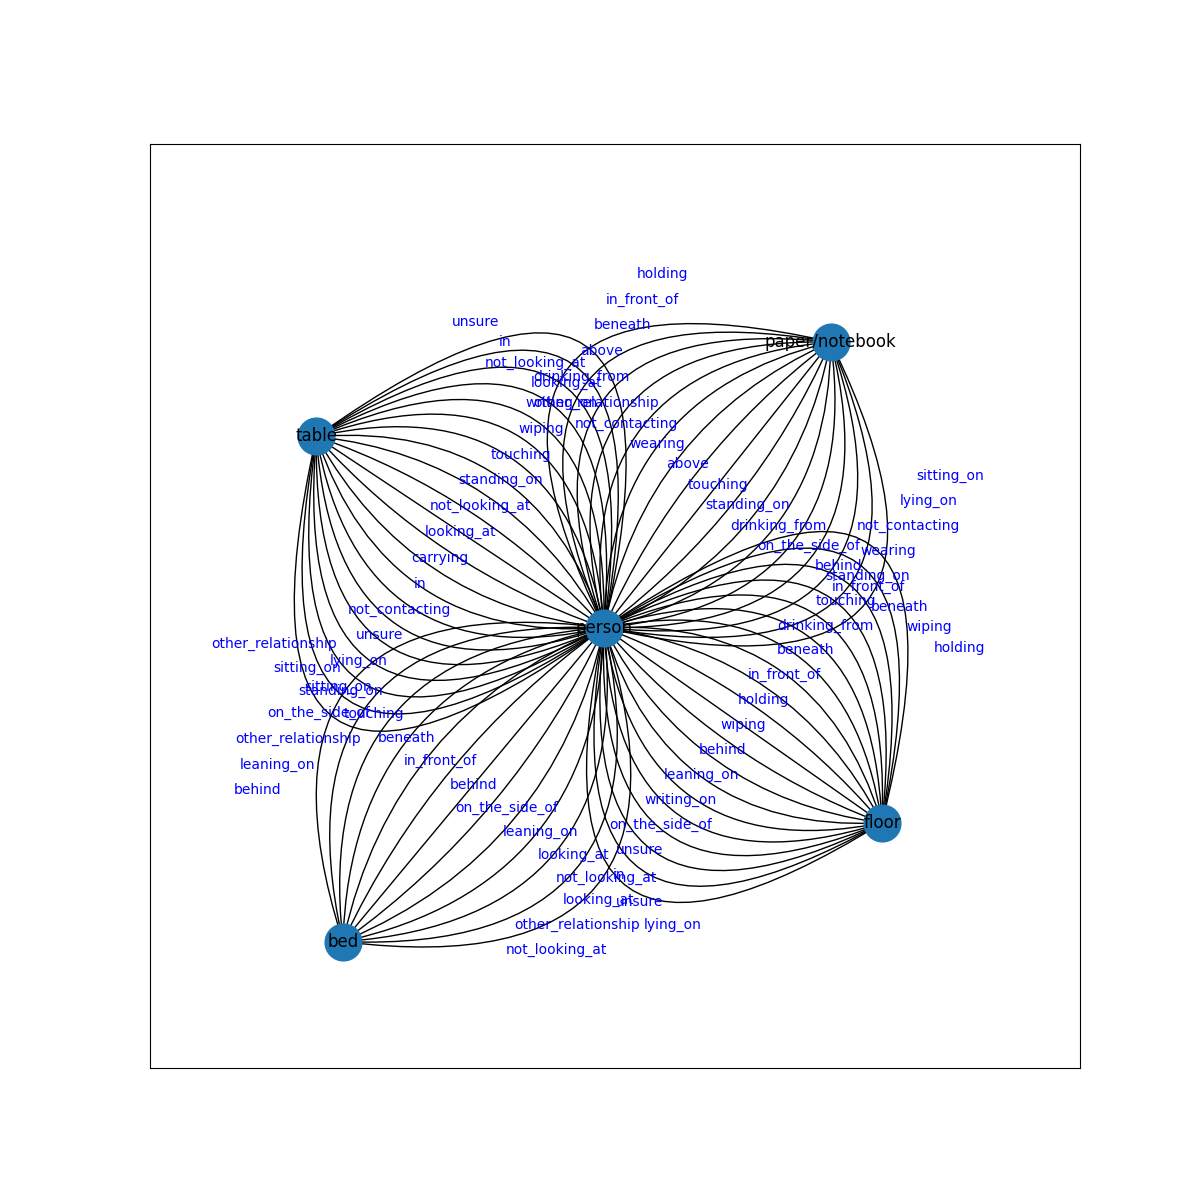 holding
in_front_of
unsure
beneath
in
paper/notebook
above
not_looking_at
drinking_from
looking_at
other_relationship
not_contacting
wiping
table
wearing
touching
above
sitting_on
standing_on
touching
lying_on
not_looking_at
standing_on
drinking_from
not_contacting
looking_at
on_the_side_of
wearing
carrying
behind
standing_on
in
in_front_of
touching
beneath
not_contacting
drinking_from
wiping
person
unsure
other_relationship
holding
beneath
lying_on
sitting_on
in_front_of
sitting_on
standing_on
holding
on_the_side_of
touching
wiping
other_relationship
beneath
behind
in_front_of
leaning_on
leaning_on
behind
behind
writing_on
on_the_side_of
floor
on_the_side_of
leaning_on
unsure
looking_at
not_looking_at
in
looking_at
unsure
other_relationship
lying_on
bed
not_looking_at